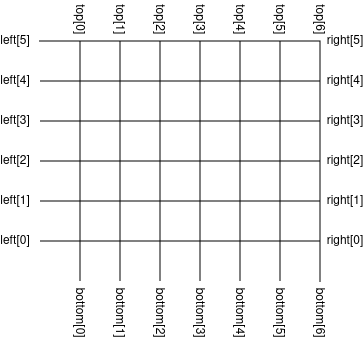 top[0] top[1] top[2] top[3] top[4] top[5] top[6]
left[5] right[5]
left[4] right[4]
left[3] right[3]
left[2] right[2]
left[1] right[1]
left[0] right[0]
bottom[0] bottom[1] bottom[2] bottom[3] bottom[4] bottom[5] bottom[6]